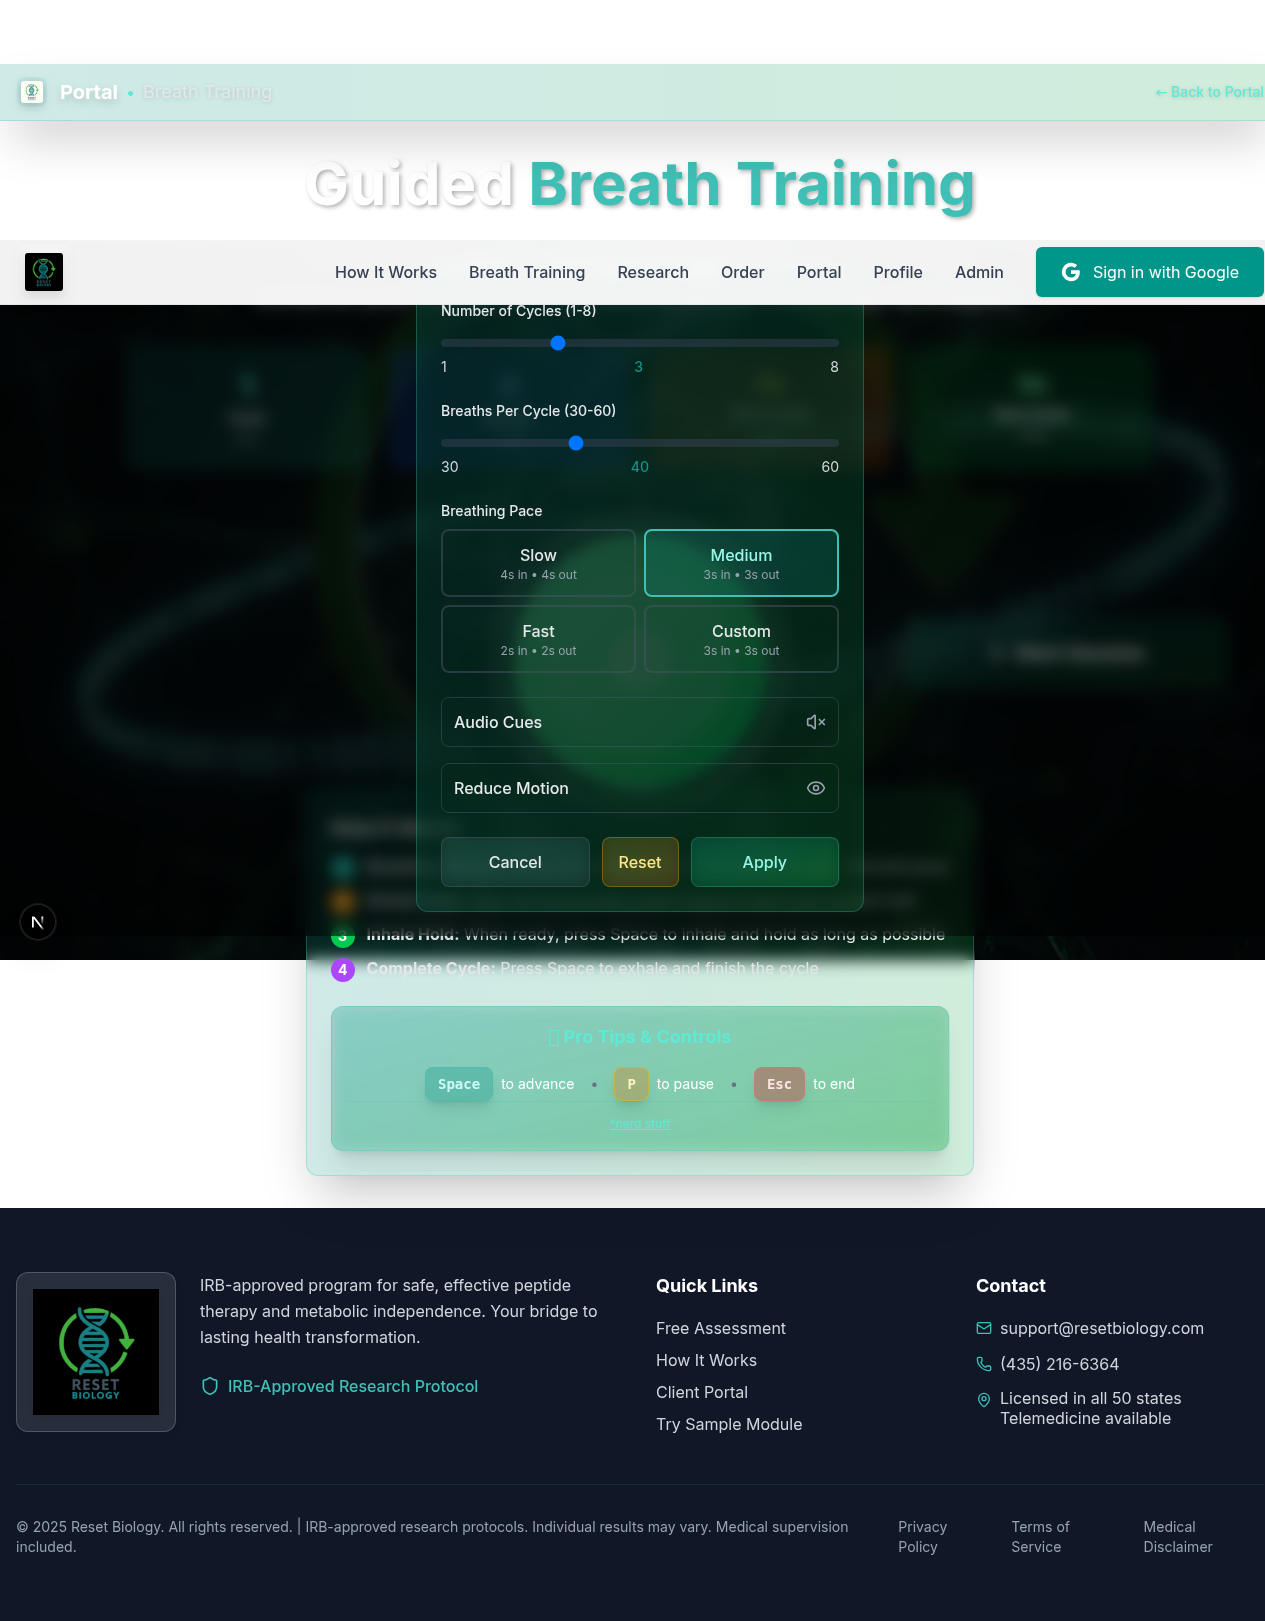 Portal • Breath Training
← Back to Portal
Guided Breath Training
How It Works
Breath Training
Research
Order
Portal
Profile
Admin
Sign in with Google
Number of Cycles (1-8)
1 3 8
Breaths Per Cycle (30-60)
30 40 60
Breathing Pace
Slow
4s in • 4s out
Medium
3s in • 3s out
Fast
2s in • 2s out
Custom
3s in • 3s out
Audio Cues
Reduce Motion
Cancel
Reset
Apply
N
3 Inhale Hold: When ready, press Space to inhale and hold as long as possible
4 Complete Cycle: Press Space to exhale and finish the cycle
Pro Tips & Controls
Space to advance • P to pause • Esc to end
*nerd stuff
RESET
BIOLOGY
IRB-approved program for safe, effective peptide
therapy and metabolic independence. Your bridge to
lasting health transformation.
IRB-Approved Research Protocol
Quick Links
Free Assessment
How It Works
Client Portal
Try Sample Module
Contact
support@resetbiology.com
(435) 216-6364
Licensed in all 50 states
Telemedicine available
© 2025 Reset Biology. All rights reserved. | IRB-approved research protocols. Individual results may vary. Medical supervision
included.
Privacy
Policy
Terms of
Service
Medical
Disclaimer